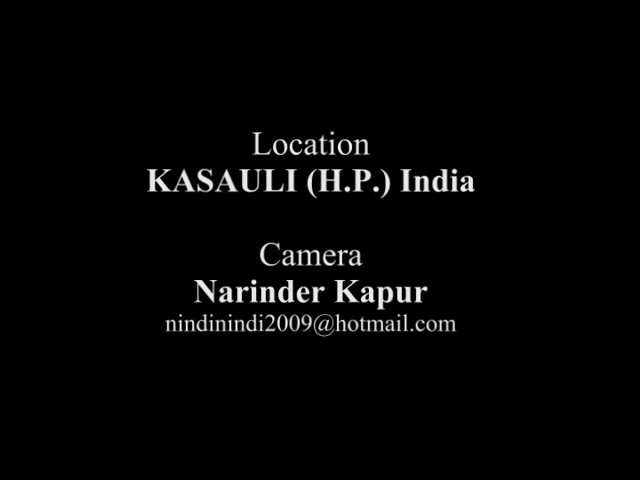 Location
KASAULI (H.P.) India
Camera
Narinder Kapur
nindinindi2009@hotmail.com